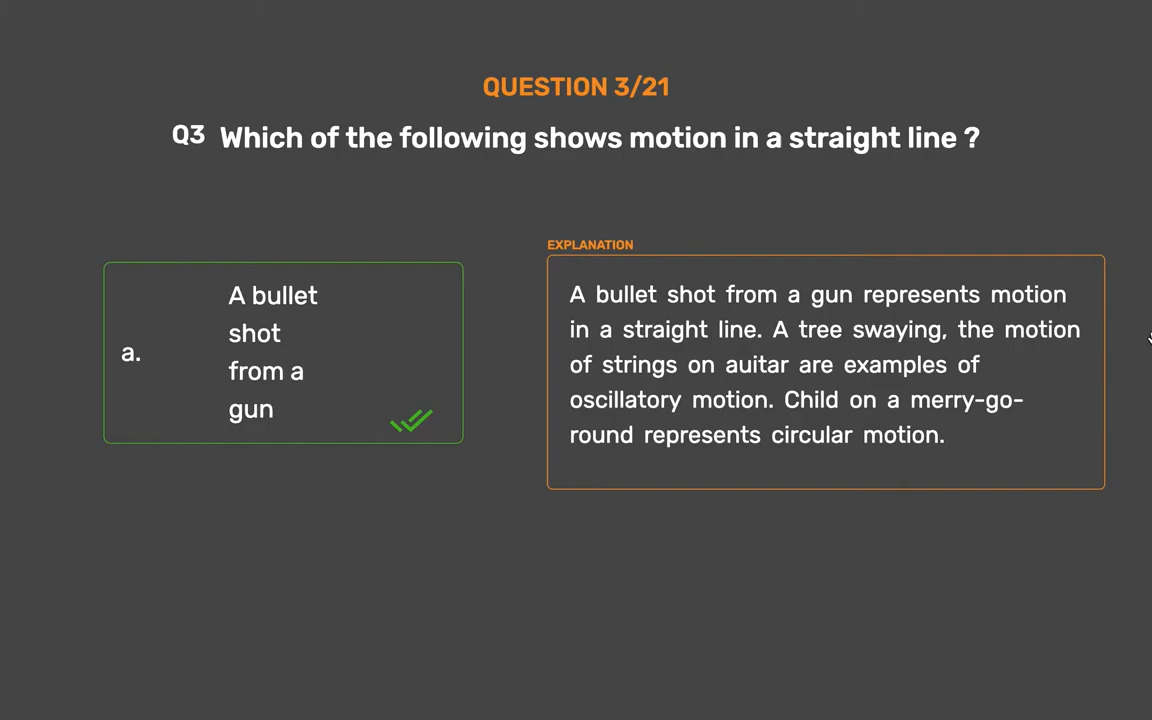 QUESTION 3/21
Q3 Which of the following shows motion in a straight line ?
a.
A bullet
shot
from a
gun
EXPLANATION
A bullet shot from a gun represents motion
in a straight line. A tree swaying, the motion
of strings on auitar are examples of
oscillatory motion. Child on a merry-go-
round represents circular motion.